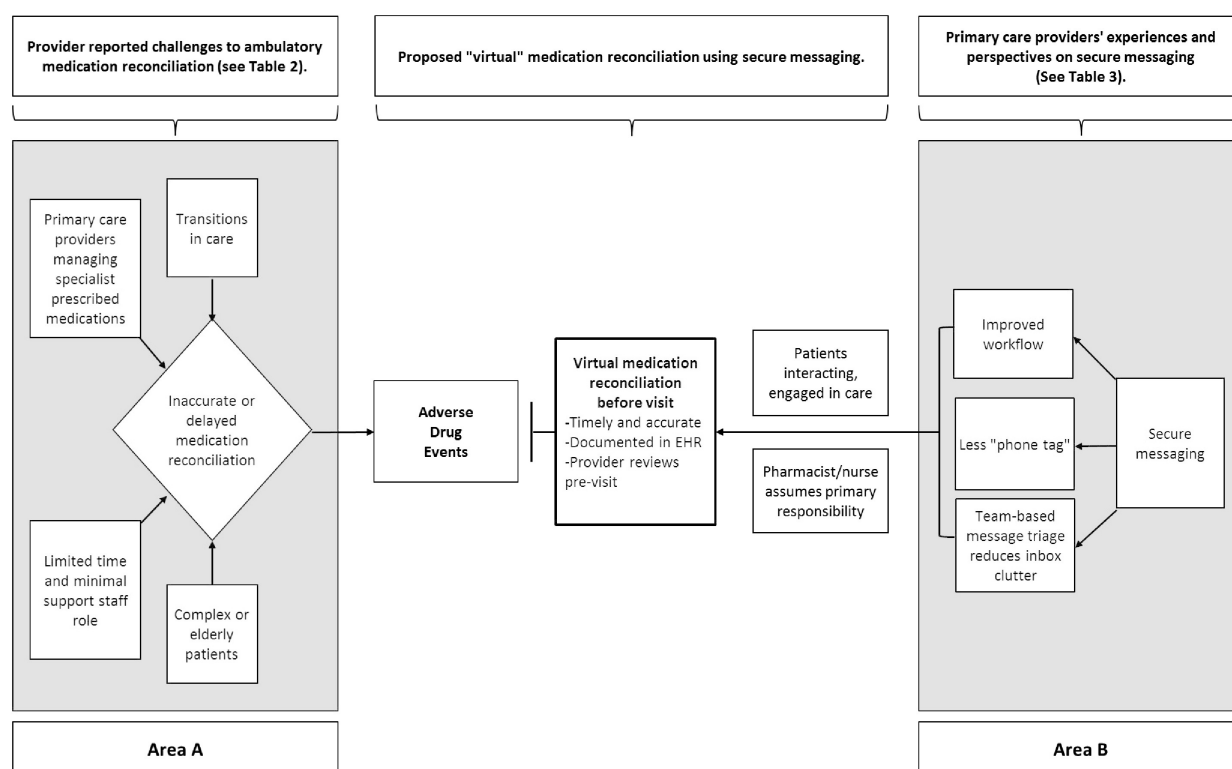 Provider reported challenges to ambulatory
medication reconciliation (see Table 2).
Proposed "virtual" medication reconciliation using secure messaging.
Primary care providers' experiences and
perspectives on secure messaging
(See Table 3).
Primary care
providers
managing
specialist
prescribed
medications
Transitions
in care
Inaccurate or
delayed
medication
reconciliation
Limited time
and minimal
support staff
role
Complex or
elderly
patients
Adverse
Drug
Events
Virtual medication
reconciliation
before visit
-Timely and accurate
-Documented in EHR
-Provider reviews
pre-visit
Patients
interacting,
engaged in care
Pharmacist/nurse
assumes primary
responsibility
Improved
workflow
Less "phone tag"
Team-based
message triage
reduces inbox
clutter
Secure
messaging
Area A
Area B